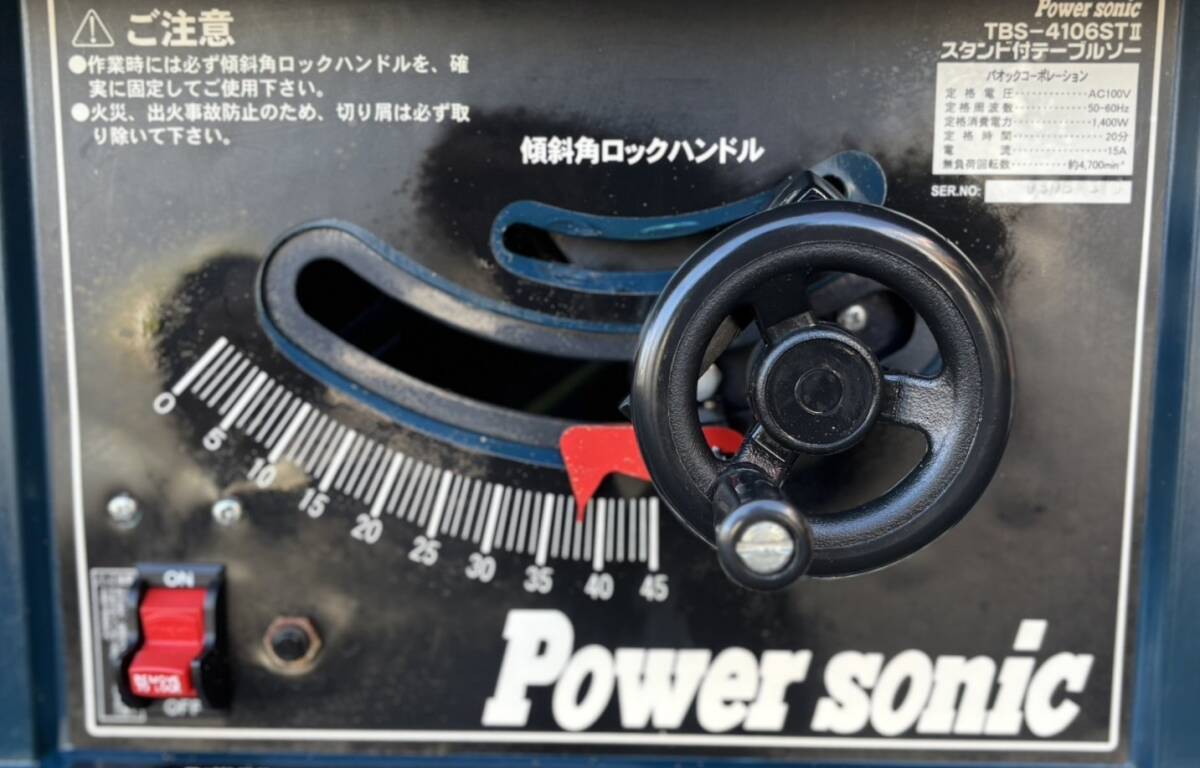 ご注意
●作業時には必ず傾斜角ロックハンドルを、確
実に固定してご使用下さい。
●火災、出火事故防止のため、切り屑は必ず取
り除いて下さい。
Power sonic
TBS-4106STⅡ
スタンド付テーブルソー
パオックコーポレーション
定格電圧············AC100V
定格周波数··········50-60Hz
定格消費電力········1,400W
定格時間············20分
電流············15A
無負荷回転数········約4,700min⁻¹
SER.NO:
傾斜角ロックハンドル
0
5
10
15
20
25
30
35
40
45
ON
REMOVE
TO LOCK
OFF
Power sonic